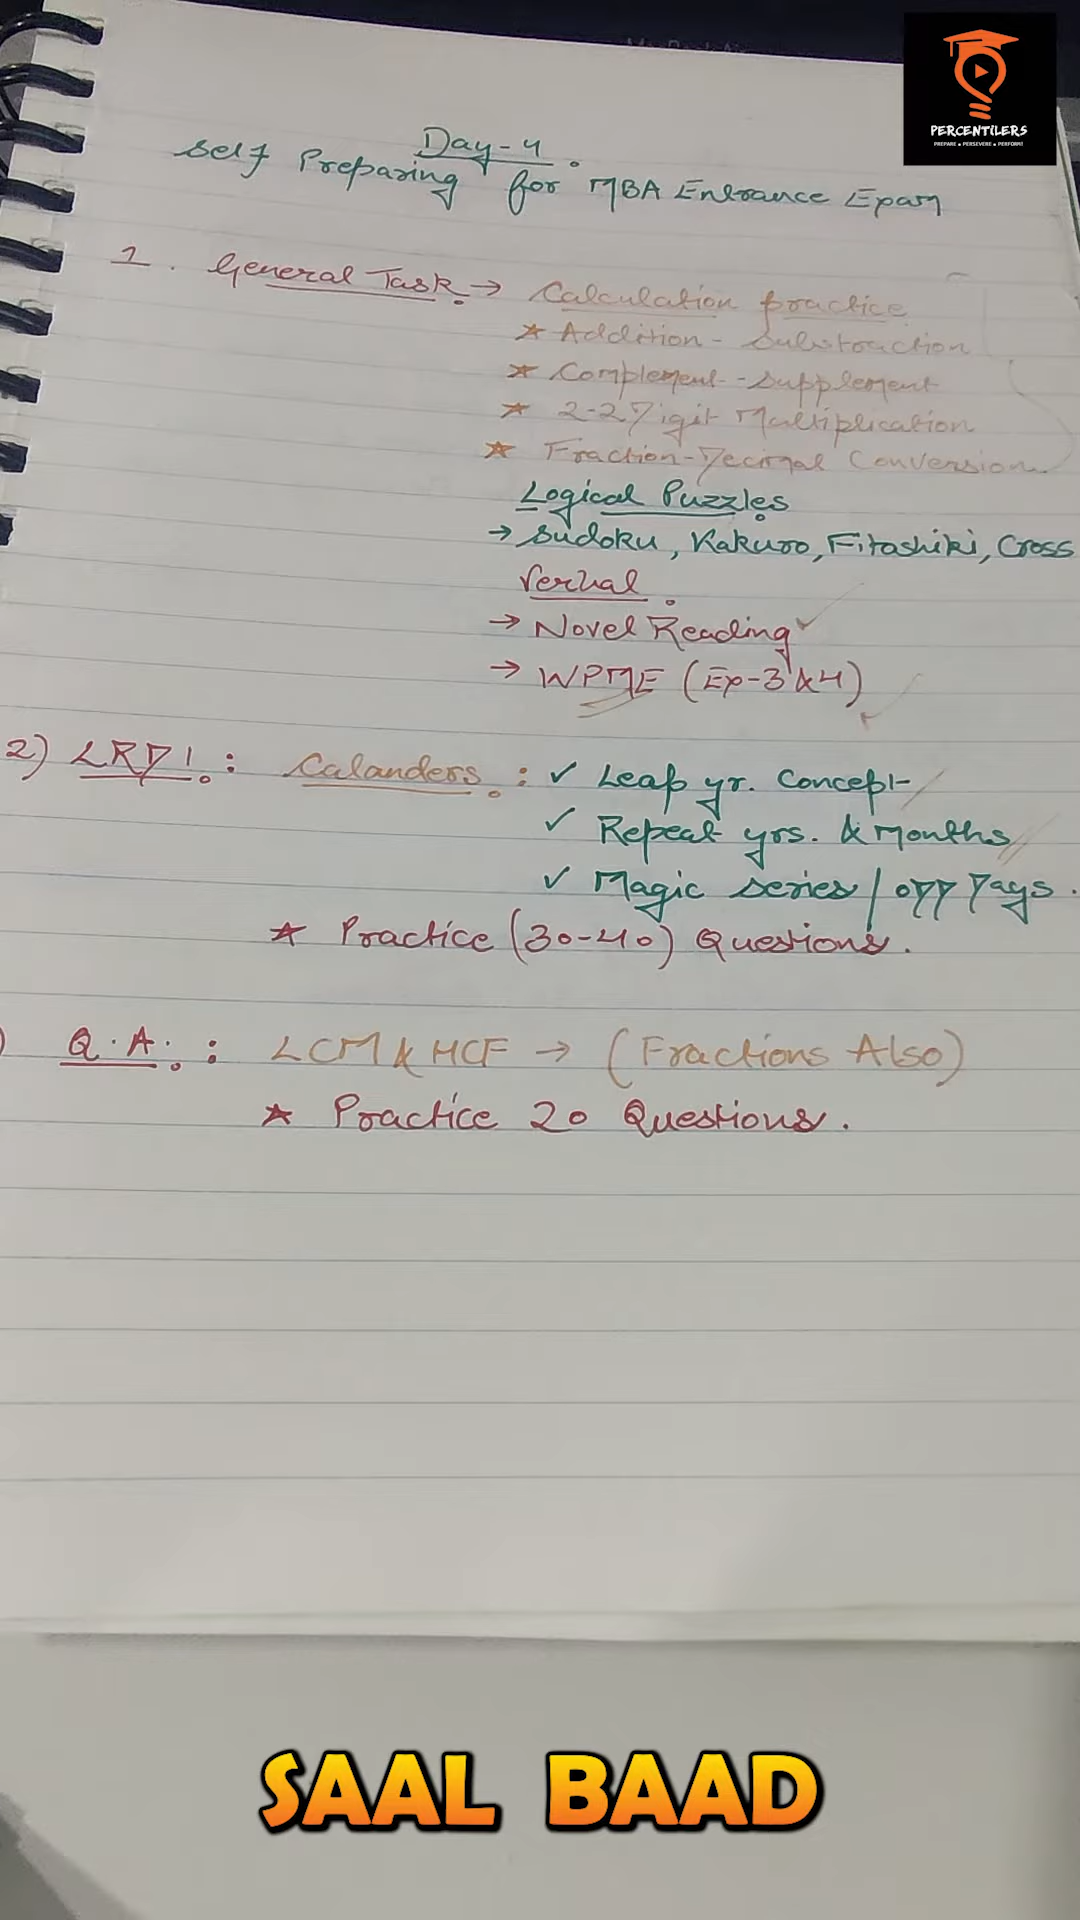 PERCENTILERS
PREPARE • PERSEVERE • PERFORM!
Day-4
Self Preparing for MBA Entrance Exam
1. General Task → Calculation practice
★ Addition - Substraction
★ Complement - Supplement
★ 2-2 Digit Multiplication
★ Fraction-Decimal Conversion
Logical Puzzles
→ Sudoku, Kakuro, Fitashiki, Cross
Verbal
→ Novel Reading
→ WPME (Ex-3 & 4)
2) LRDI : Calanders : ✓ Leap yr. Concept
✓ Repeat yrs. & Months
✓ Magic series / odd Days.
★ Practice (30-40) Questions.
) Q.A. : LCM & HCF → (Fractions Also)
★ Practice 20 Questions.
SAAL BAAD